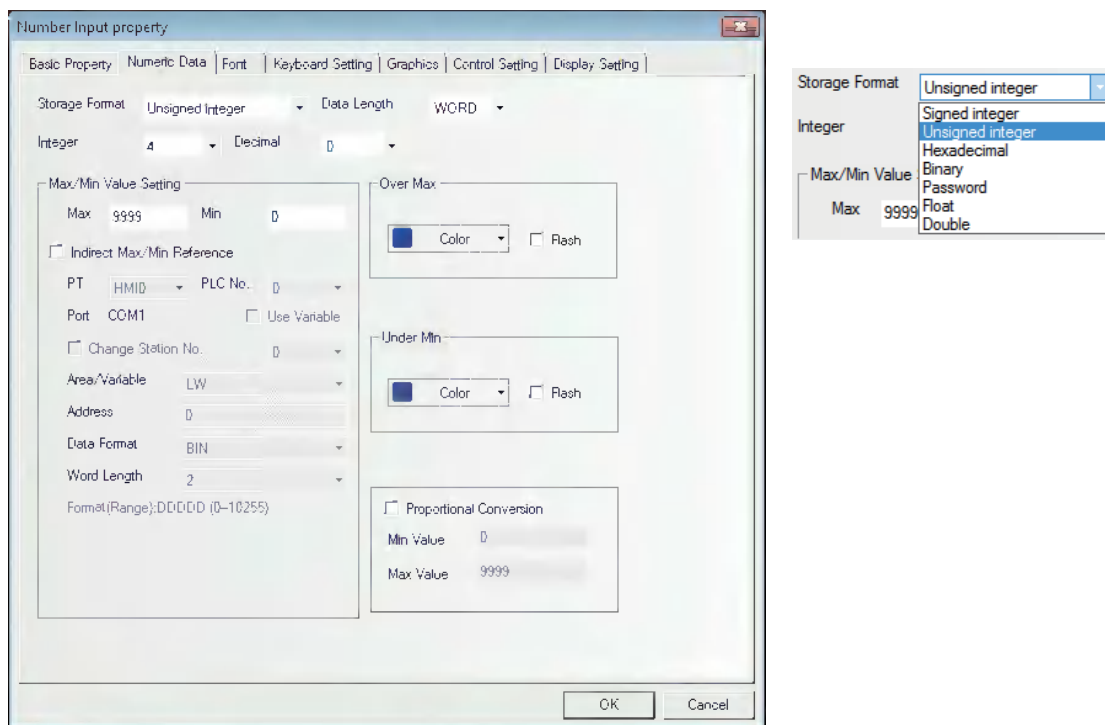 Number Input property
Basic Property Numeric Data Font Keyboard Setting Graphics Control Setting Display Setting
Storage Format Unsigned Integer Data Length WORD
Integer 4 Decimal 0
Max/Min Value Setting
Max 9999 Min 0
Indirect Max/Min Reference
PT HMI0 PLC No. 0
Port COM1 Use Variable
Change Station No. 0
Area/Variable LW
Address 0
Data Format BIN
Word Length 2
Format(Range):DDDDD (0~10255)
Over Max
Color Flash
Under Min
Color Flash
Proportional Conversion
Min Value 0
Max Value 9999
OK Cancel
Storage Format Unsigned integer
Signed integer
Integer Unsigned integer
Hexadecimal
Max/Min Value Binary
Password
Max 9999 Float
Double